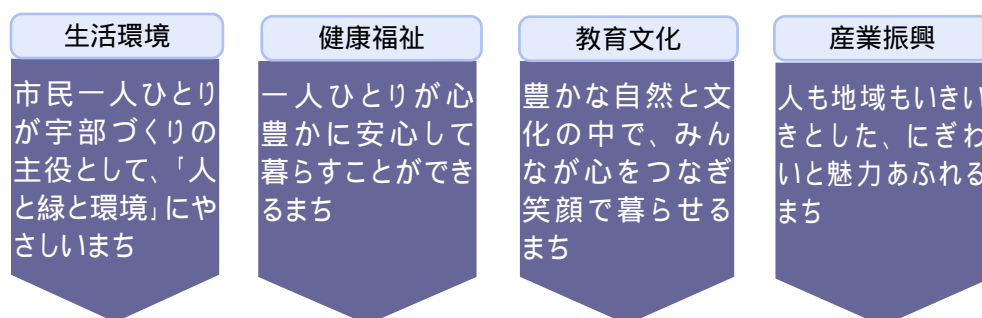 生活環境
市民一人ひとり
が宇部づくりの
主役として、「人
と緑と環境」にや
さしいまち
健康福祉
一人ひとりが心
豊かに安心して
暮らすことができ
るまち
教育文化
豊かな自然と文
化の中で、みん
なが心をつなぎ
笑顔で暮らせる
まち
産業振興
人も地域もいきい
きとした、にぎわ
いと魅力あふれる
まち